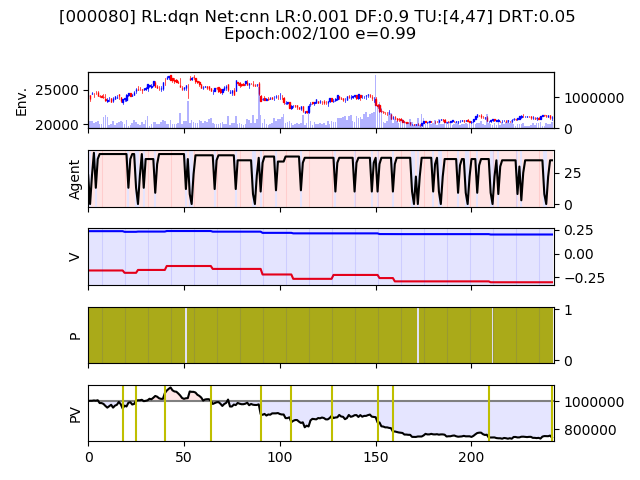 [000080] RL:dqn Net:cnn LR:0.001 DF:0.9 TU:[4,47] DRT:0.05
Epoch:002/100 e=0.99
Env.
25000
20000
1000000
0
Agent
25
0
V
0.25
0.00
−0.25
P
1
0
PV
1000000
800000
0 50 100 150 200